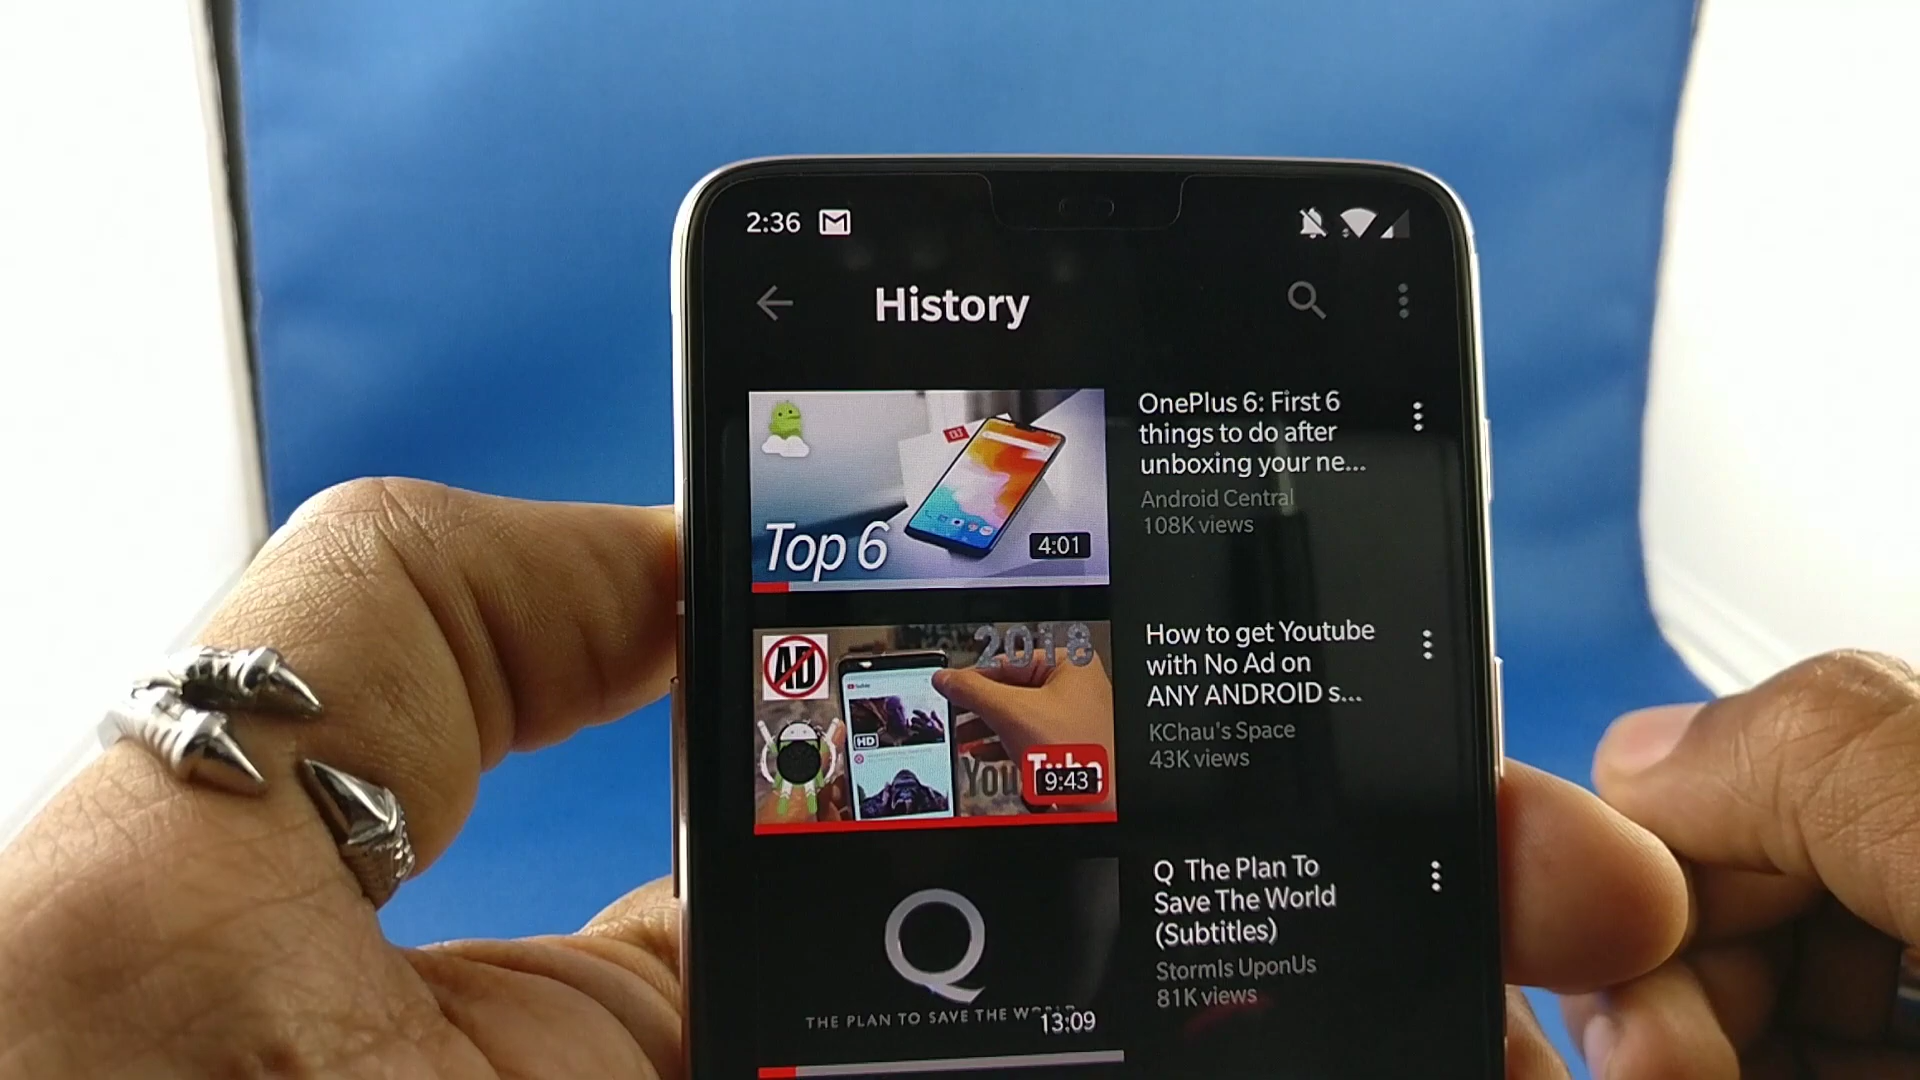 2:36
History
Top 6
4:01
OnePlus 6: First 6
things to do after
unboxing your ne...
Android Central
108K views
AD
2018
HD
You Tube
9:43
How to get Youtube
with No Ad on
ANY ANDROID s...
KChau's Space
43K views
Q
THE PLAN TO SAVE THE WORLD
13:09
Q The Plan To
Save The World
(Subtitles)
StormIs UponUs
81K views